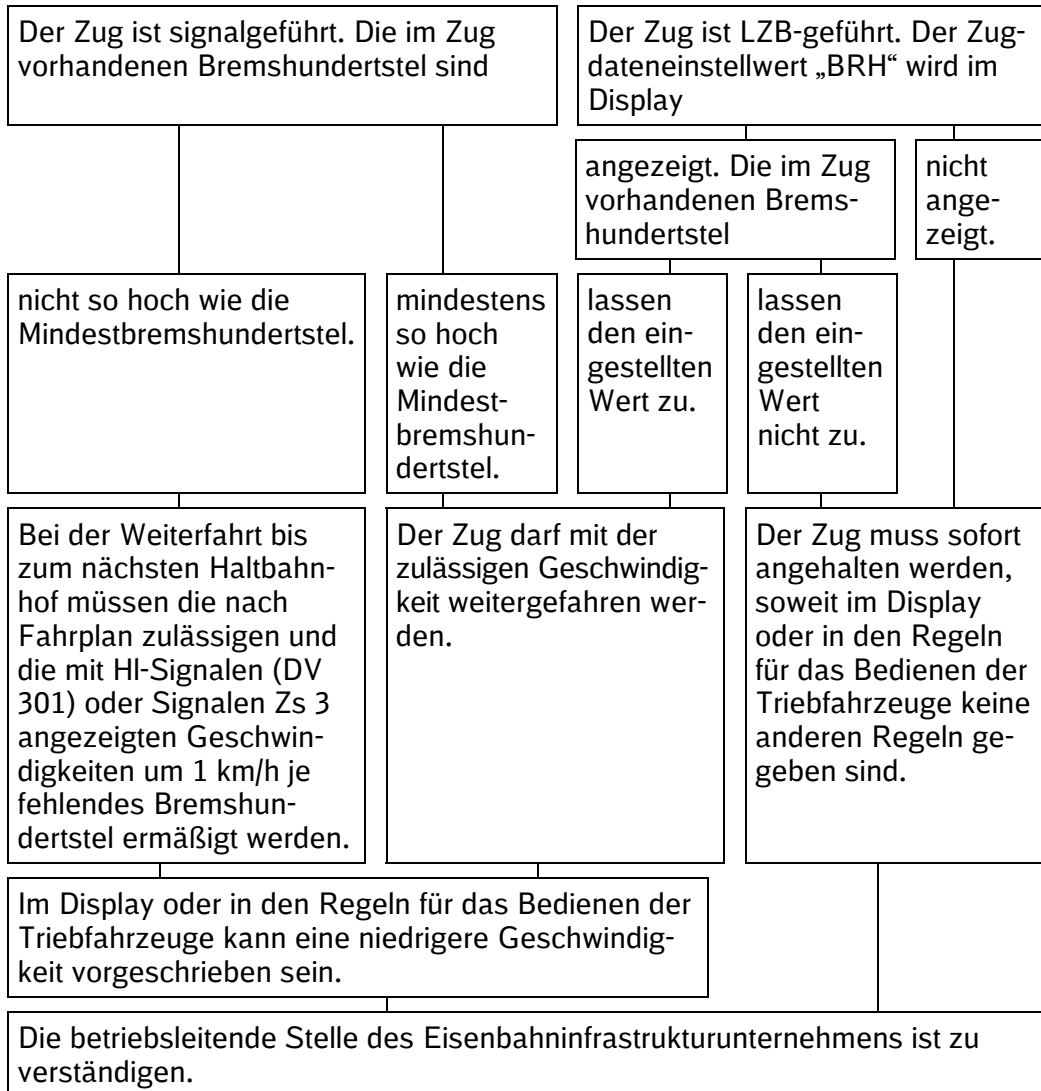 Der Zug ist signalgeführt. Die im Zug
vorhandenen Bremshundertstel sind
Der Zug ist LZB-geführt. Der Zug-
dateneinstellwert „BRH“ wird im
Display
angezeigt. Die im Zug
vorhandenen Brems-
hundertstel
nicht
ange-
zeigt.
nicht so hoch wie die
Mindestbremshundertstel.
mindestens
so hoch
wie die
Mindest-
bremshun-
dertstel.
lassen
den ein-
gestellten
Wert zu.
lassen
den ein-
gestellten
Wert
nicht zu.
Bei der Weiterfahrt bis
zum nächsten Haltbahn-
hof müssen die nach
Fahrplan zulässigen und
die mit Hl-Signalen (DV
301) oder Signalen Zs 3
angezeigten Geschwin-
digkeiten um 1 km/h je
fehlendes Bremshun-
dertstel ermäßigt werden.
Der Zug darf mit der
zulässigen Geschwindig-
keit weitergefahren wer-
den.
Der Zug muss sofort
angehalten werden,
soweit im Display
oder in den Regeln
für das Bedienen der
Triebfahrzeuge keine
anderen Regeln ge-
geben sind.
Im Display oder in den Regeln für das Bedienen der
Triebfahrzeuge kann eine niedrigere Geschwindig-
keit vorgeschrieben sein.
Die betriebsleitende Stelle des Eisenbahninfrastrukturunternehmens ist zu
verständigen.